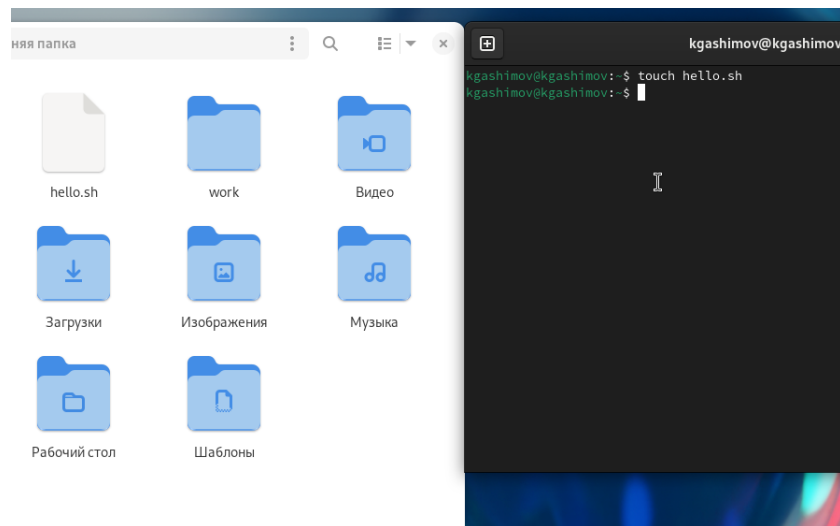 няя папка
hello.sh
work
Видео
Загрузки
Изображения
Музыка
Рабочий стол
Шаблоны
kgashimov@kgashimov
kgashimov@kgashimov:~$ touch hello.sh
kgashimov@kgashimov:~$